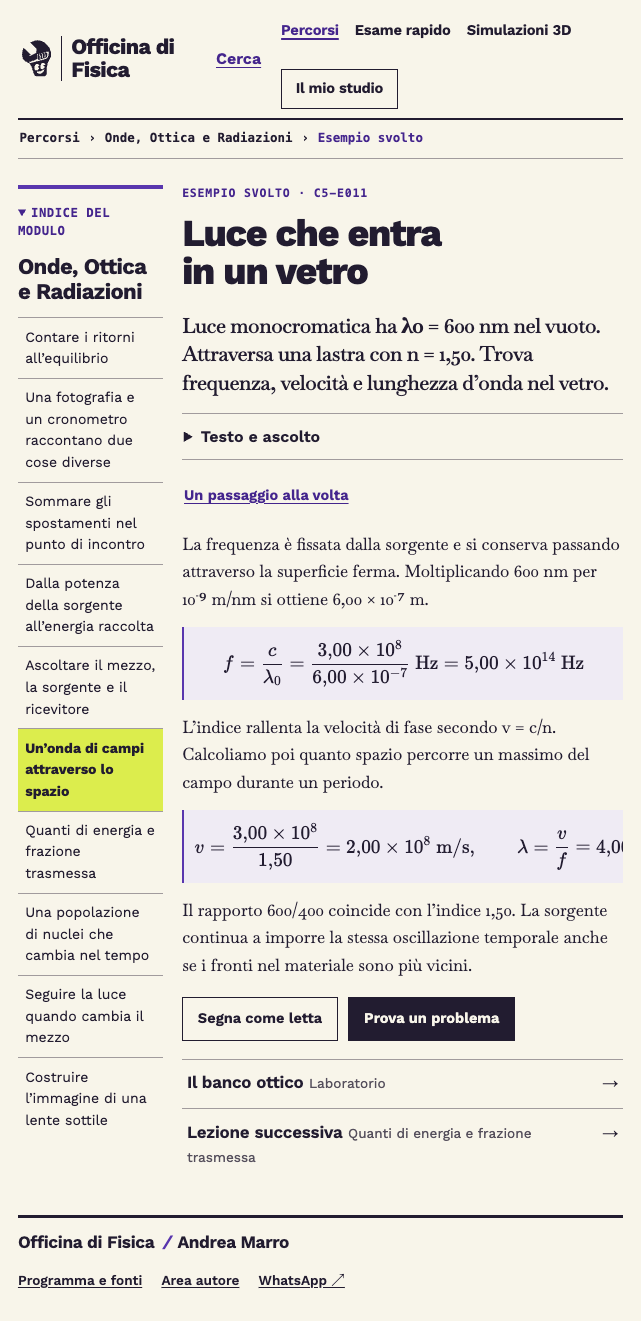 Officina di
Fisica
Cerca
Percorsi Esame rapido Simulazioni 3D
Il mio studio
Percorsi › Onde, Ottica e Radiazioni › Esempio svolto
▼ INDICE DEL
MODULO
Onde, Ottica
e Radiazioni
Contare i ritorni
all’equilibrio
Una fotografia e
un cronometro
raccontano due
cose diverse
Sommare gli
spostamenti nel
punto di incontro
Dalla potenza
della sorgente
all’energia raccolta
Ascoltare il mezzo,
la sorgente e il
ricevitore
Un’onda di campi
attraverso lo
spazio
Quanti di energia e
frazione
trasmessa
Una popolazione
di nuclei che
cambia nel tempo
Seguire la luce
quando cambia il
mezzo
Costruire
l’immagine di una
lente sottile
ESEMPIO SVOLTO · C5–E011
Luce che entra
in un vetro
Luce monocromatica ha λ0 = 600 nm nel vuoto.
Attraversa una lastra con n = 1,50. Trova
frequenza, velocità e lunghezza d’onda nel vetro.
▶ Testo e ascolto
Un passaggio alla volta
La frequenza è fissata dalla sorgente e si conserva passando
attraverso la superficie ferma. Moltiplicando 600 nm per
10⁻⁹ m/nm si ottiene 6,00 × 10⁻⁷ m.
f = c/λ₀ = 3,00 × 10⁸/6,00 × 10⁻⁷ Hz = 5,00 × 10¹⁴ Hz
L’indice rallenta la velocità di fase secondo v = c/n.
Calcoliamo poi quanto spazio percorre un massimo del
campo durante un periodo.
v = 3,00 × 10⁸/1,50 = 2,00 × 10⁸ m/s, λ = v/f = 4,0
Il rapporto 600/400 coincide con l’indice 1,50. La sorgente
continua a imporre la stessa oscillazione temporale anche
se i fronti nel materiale sono più vicini.
Segna come letta Prova un problema
Il banco ottico Laboratorio →
Lezione successiva Quanti di energia e frazione →
trasmessa
Officina di Fisica / Andrea Marro
Programma e fonti Area autore WhatsApp ↗